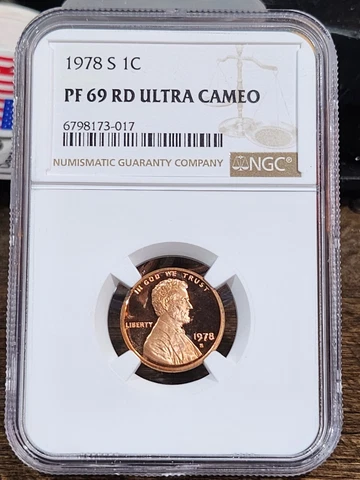 1978 S 1C
PF 69 RD ULTRA CAMEO
6798173-017
NUMISMATIC GUARANTY COMPANY
NGC®
IN GOD WE TRUST
LIBERTY
1978
S